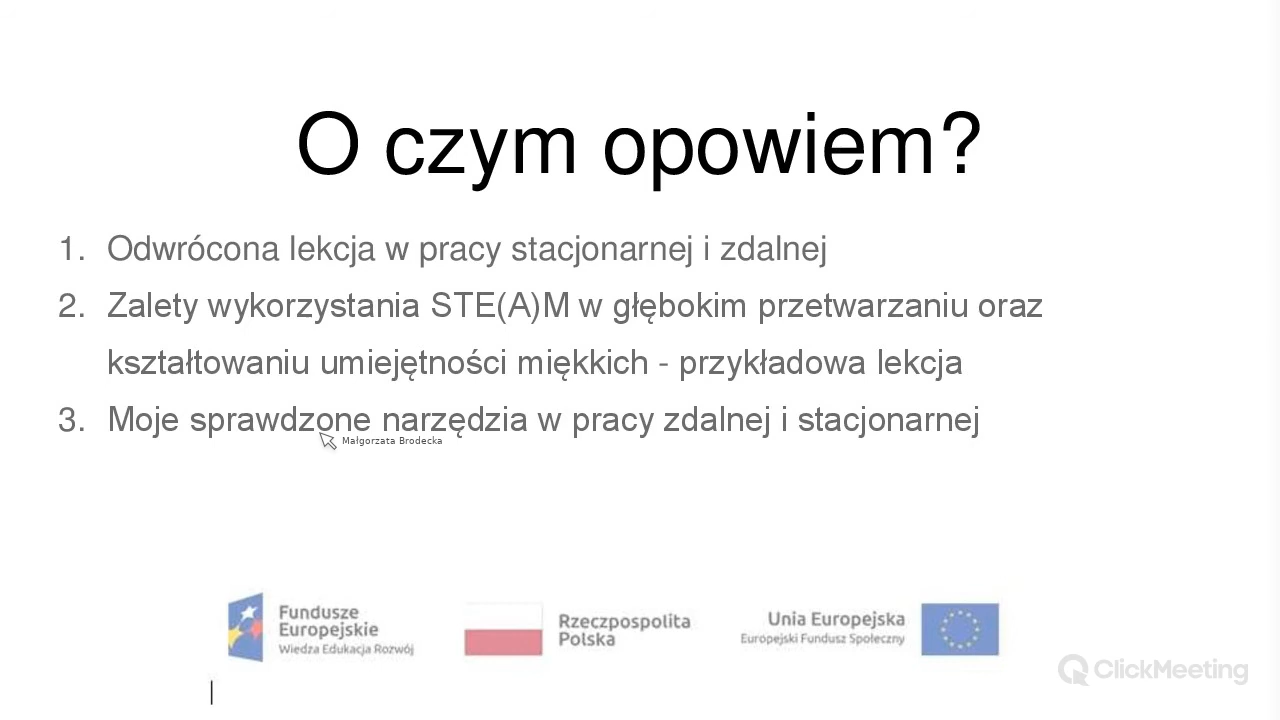 O czym opowiem?
1. Odwrócona lekcja w pracy stacjonarnej i zdalnej
2. Zalety wykorzystania STE(A)M w głębokim przetwarzaniu oraz
kształtowaniu umiejętności miękkich - przykładowa lekcja
3. Moje sprawdzone narzędzia w pracy zdalnej i stacjonarnej
Małgorzata Brodecka
Fundusze
Europejskie
Wiedza Edukacja Rozwój
Rzeczpospolita
Polska
Unia Europejska
Europejski Fundusz Społeczny
ClickMeeting